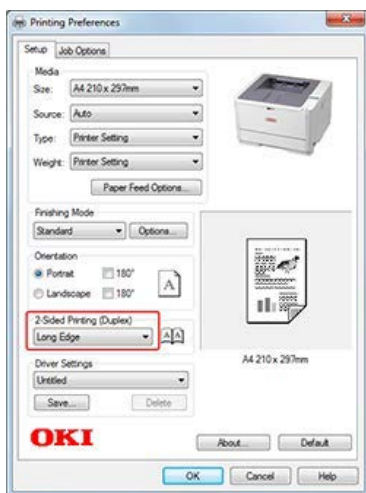 Printing Preferences
Setup Job Options
Media
Size: A4 210 x 297mm
Source: Auto
Type: Printer Setting
Weight: Printer Setting
Paper Feed Options...
Finishing Mode
Standard Options...
Orientation
Portrait 180°
Landscape 180°
A
2-Sided Printing (Duplex)
Long Edge
A A
A4 210 x 297mm
Driver Settings
Untitled
Save... Delete
OKI
About... Default
OK Cancel Help